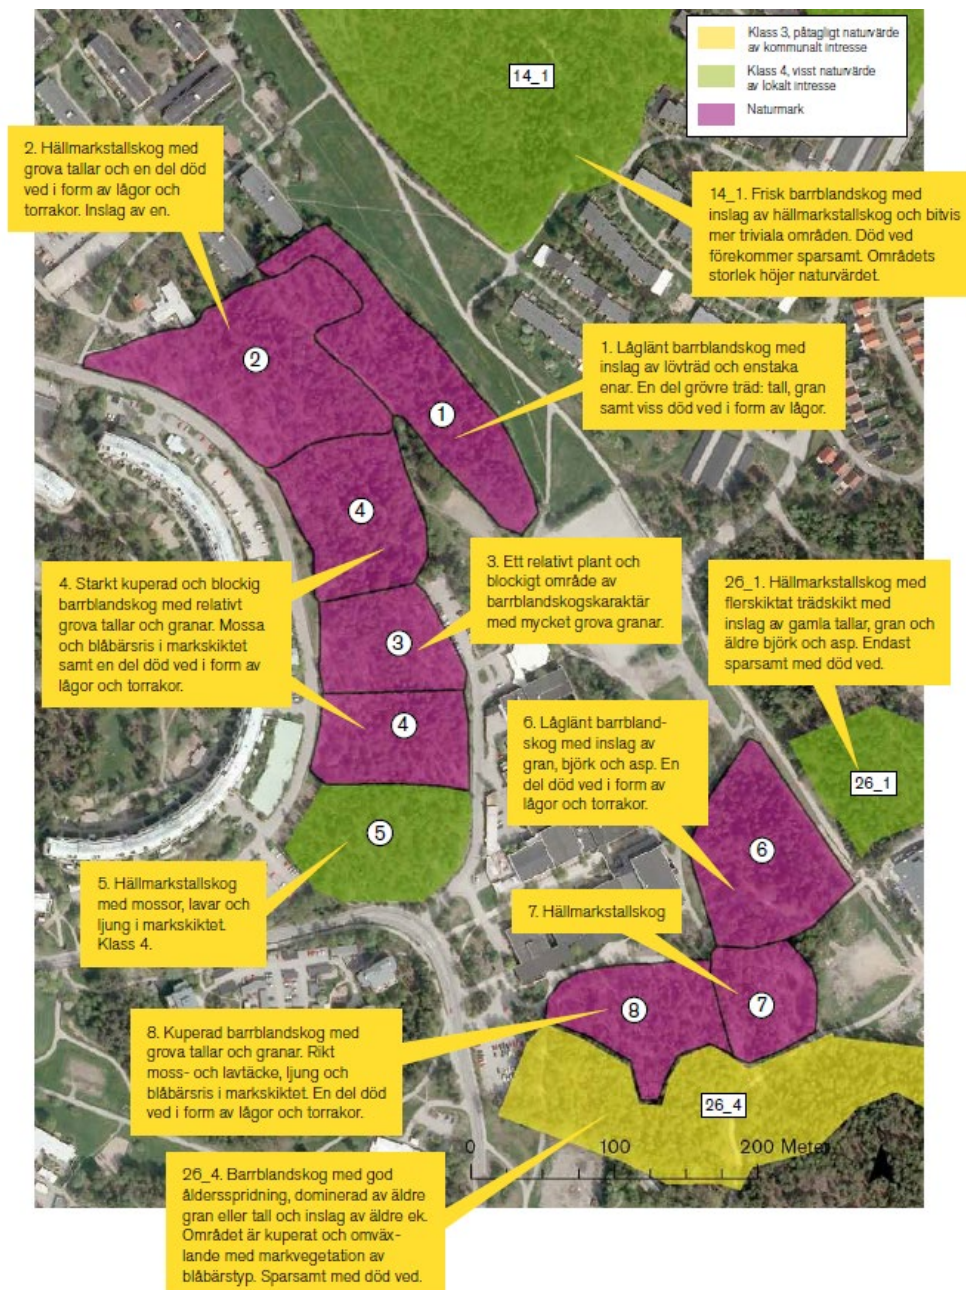 Klass 3, påtagligt naturvärde
av kommunalt intresse
Klass 4, visst naturvärde
av lokalt intresse
Naturmark
14_1
2. Hällmarkstallskog med
grova tallar och en del död
ved i form av lågor och
torrakor. Inslag av en.
14_1. Frisk barrblandskog med
inslag av hällmarkstallskog och bitvis
mer triviala områden. Död ved
förekommer sparsamt. Områdets
storlek höjer naturvärdet.
2
1. Låglänt barrblandskog med
inslag av lövträd och enstaka
enar. En del grövre träd: tall, gran
samt viss död ved i form av lågor.
1
4
3. Ett relativt plant och
blockigt område av
barrblandskogskaraktär
med mycket grova granar.
4. Starkt kuperad och blockig
barrblandskog med relativt
grova tallar och granar. Mossa
och blåbärsris i markskiktet
samt en del död ved i form av
lågor och torrakor.
26_1. Hällmarkstallskog med
flerskiktat trädskikt med
inslag av gamla tallar, gran och
äldre björk och asp. Endast
sparsamt med död ved.
3
4
6. Låglänt barrbland-
skog med inslag av
gran, björk och asp. En
del död ved i form av
lågor och torrakor.
26_1
5
6
5. Hällmarkstallskog
med mossor, lavar och
ljung i markskiktet.
Klass 4.
7. Hällmarkstallskog
8
7
8. Kuperad barrblandskog med
grova tallar och granar. Rikt
moss- och lavtäcke, ljung och
blåbärsris i markskiktet. En del död
ved i form av lågor och torrakor.
26_4
0 100 200 Meter
26_4. Barrblandskog med god
åldersspridning, dominerad av äldre
gran eller tall och inslag av äldre ek.
Området är kuperat och omväx-
lande med markvegetation av
blåbärstyp. Sparsamt med död ved.